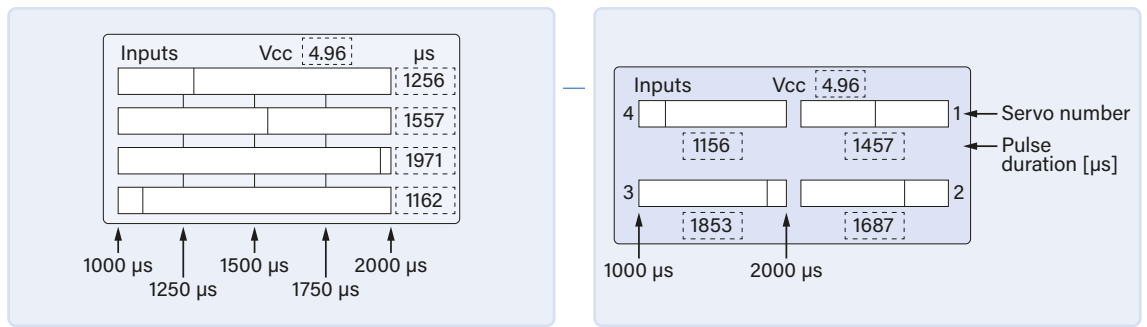 Inputs Vcc 4.96 µs
1256
1557
1971
1162
1000 µs 1500 µs 2000 µs
1250 µs 1750 µs
Inputs Vcc 4.96
4 1 Servo number
1156 1457 Pulse
duration [µs]
3 2
1853 1687
1000 µs 2000 µs